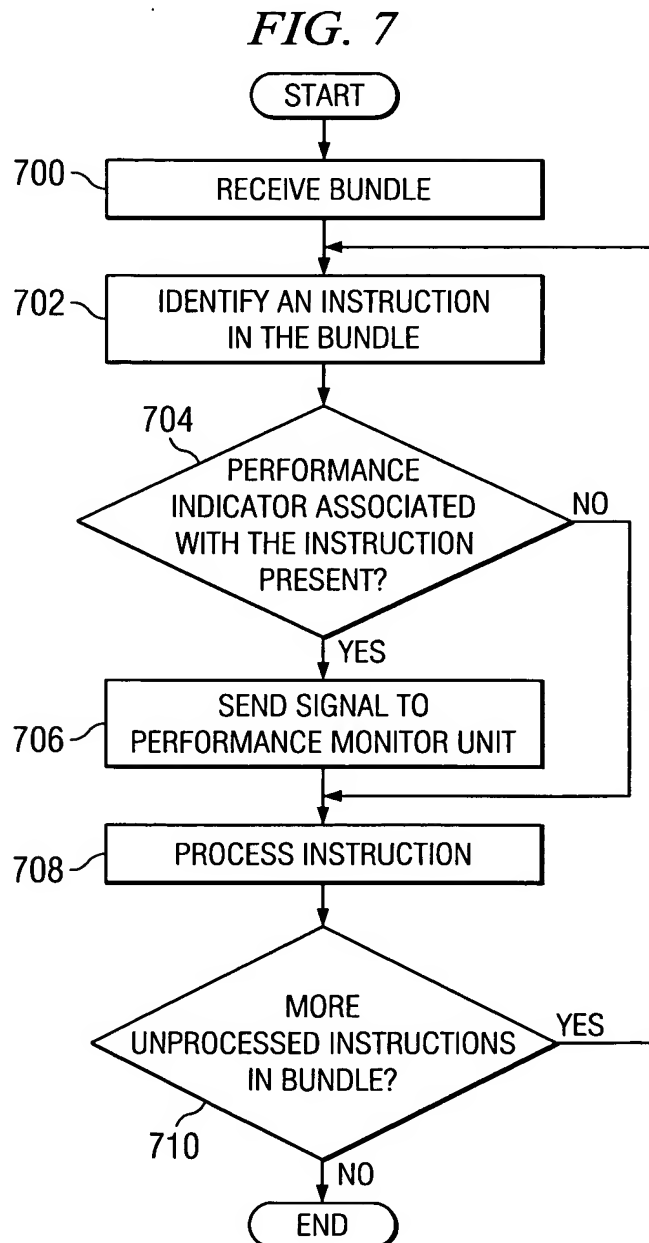 FIG. 7
START
700
RECEIVE BUNDLE
702
IDENTIFY AN INSTRUCTION
IN THE BUNDLE
704
PERFORMANCE
INDICATOR ASSOCIATED
WITH THE INSTRUCTION
PRESENT?
NO
YES
706
SEND SIGNAL TO
PERFORMANCE MONITOR UNIT
708
PROCESS INSTRUCTION
MORE
UNPROCESSED INSTRUCTIONS
IN BUNDLE?
YES
710
NO
END